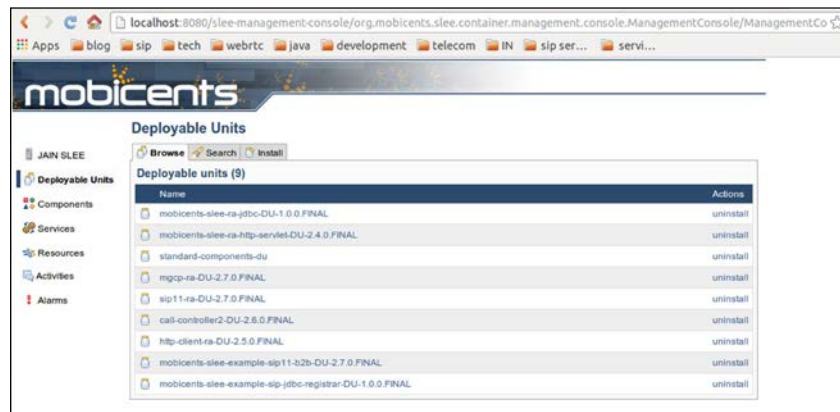 localhost:8080/slee-management-console/org.mobicents.slee.container.management.console.ManagementConsole/ManagementCo
Apps blog sip tech webrtc java development telecom IN sip ser... servi...
mobicents
Deployable Units
Browse Search Install
Deployable units (9)
Name Actions
mobicents-slee-ra-jdbc-DU-1.0.0.FINAL uninstall
mobicents-slee-ra-http-servlet-DU-2.4.0.FINAL uninstall
standard-components-du uninstall
mgcp-ra-DU-2.7.0.FINAL uninstall
sip11-ra-DU-2.7.0.FINAL uninstall
call-controller2-DU-2.6.0.FINAL uninstall
http-client-ra-DU-2.5.0.FINAL uninstall
mobicents-slee-example-sip11-b2b-DU-2.7.0.FINAL uninstall
mobicents-slee-example-sip-jdbc-registrar-DU-1.0.0.FINAL uninstall
JAIN SLEE
Deployable Units
Components
Services
Resources
Activities
Alarms